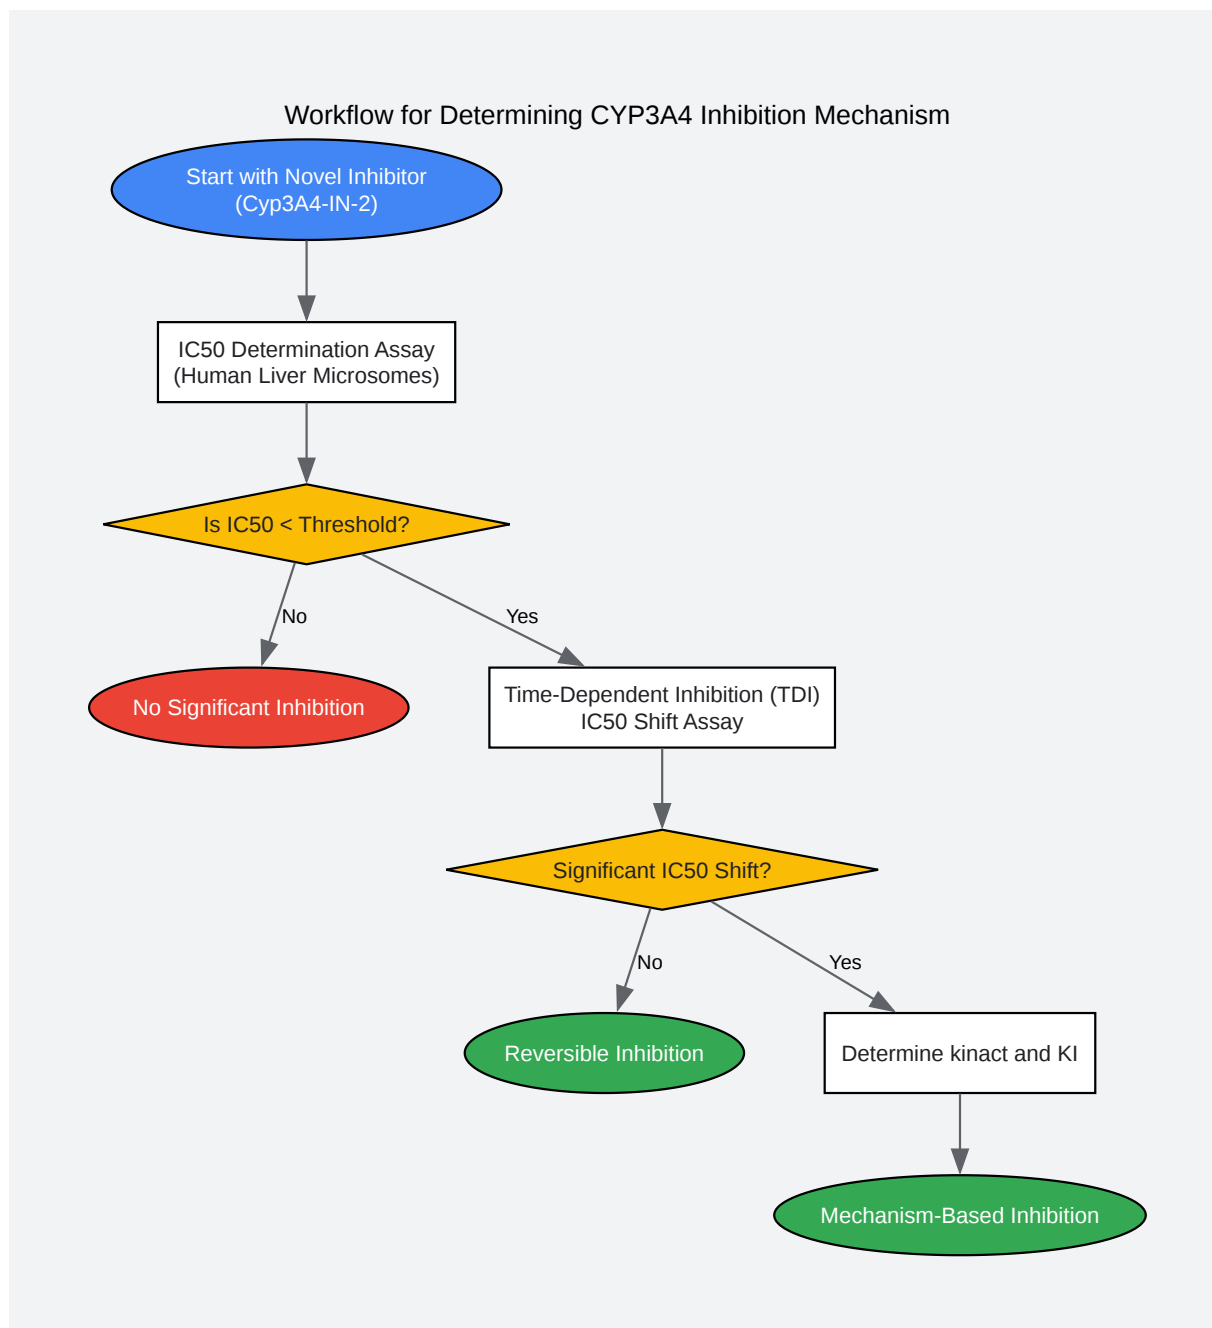 Workflow for Determining CYP3A4 Inhibition Mechanism
Start with Novel Inhibitor
(Cyp3A4-IN-2)
IC50 Determination Assay
(Human Liver Microsomes)
Is IC50 < Threshold?
No
Yes
No Significant Inhibition
Time-Dependent Inhibition (TDI)
IC50 Shift Assay
Significant IC50 Shift?
No
Yes
Reversible Inhibition
Determine kinact and KI
Mechanism-Based Inhibition